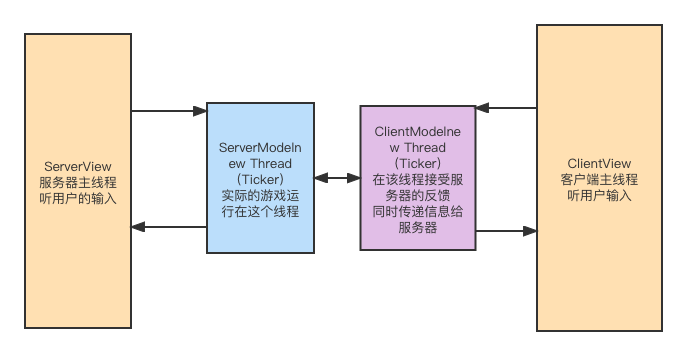 ServerView
服务器主线程
听用户的输入
ServerModeln
ew Thread
(Ticker)
实际的游戏运
行在这个线程
ClientModelne
w Thread
(Ticker)
在该线程接受服
务器的反馈
同时传递信息给
服务器
ClientView
客户端主线程
听用户输入